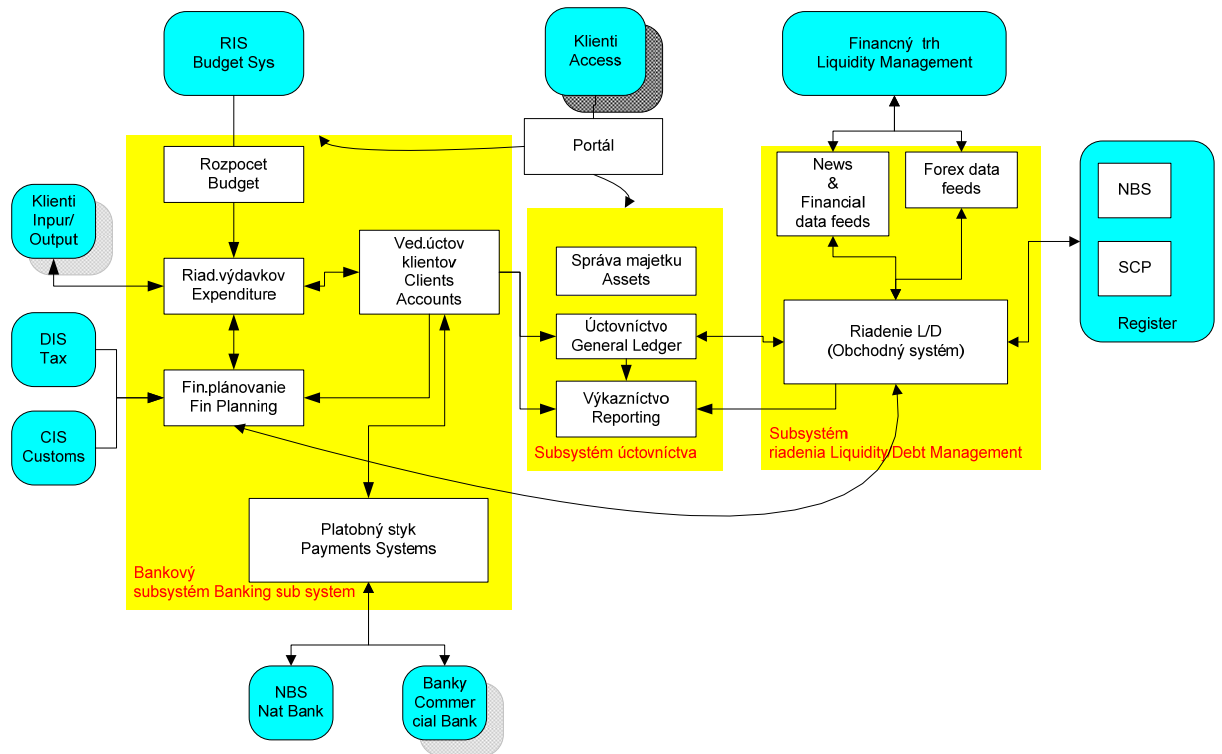 RIS
Budget Sys
Klienti
Access
Financný trh
Liquidity Management
Portál
Rozpocet
Budget
News
&
Financial
data feeds
Forex data
feeds
NBS
SCP
Register
Klienti
Inpur/
Output
Riad.výdavkov
Expenditure
Ved.úctov
klientov
Clients
Accounts
Správa majetku
Assets
Úctovníctvo
General Ledger
Riadenie L/D
(Obchodný systém)
DIS
Tax
Fin.plánovanie
Fin Planning
Výkazníctvo
Reporting
CIS
Customs
Subsystém úctovníctva
Subsystém
riadenia Liquidity/Debt Management
Platobný styk
Payments Systems
Bankový
subsystém Banking sub system
NBS
Nat Bank
Banky
Commer
cial Bank